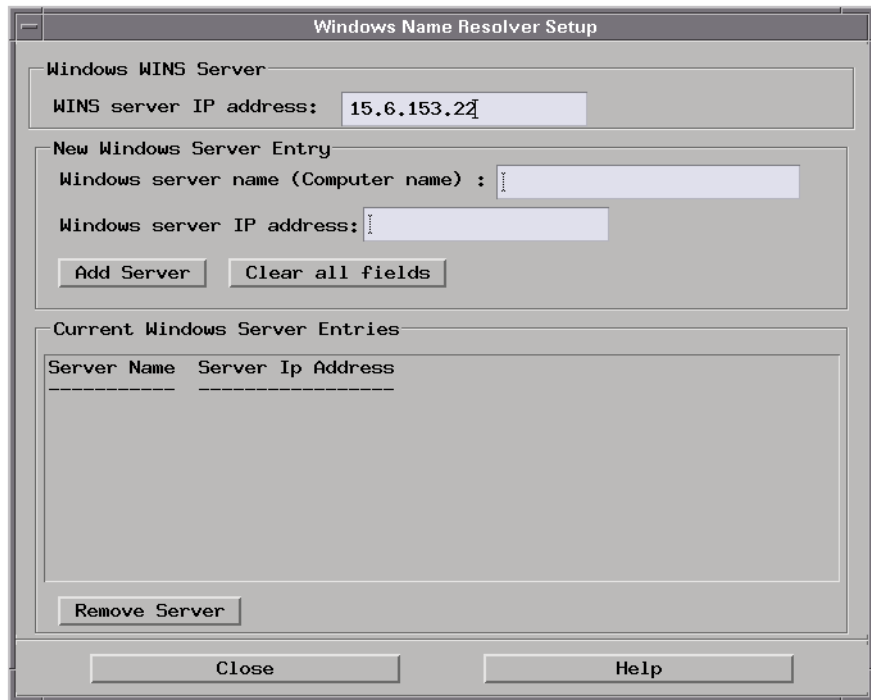 Windows Name Resolver Setup
Windows WINS Server
WINS server IP address: 15.6.153.22
New Windows Server Entry
Windows server name (Computer name) :
Windows server IP address:
Add Server Clear all fields
Current Windows Server Entries
Server Name Server Ip Address
----------- -----------------
Remove Server
Close Help